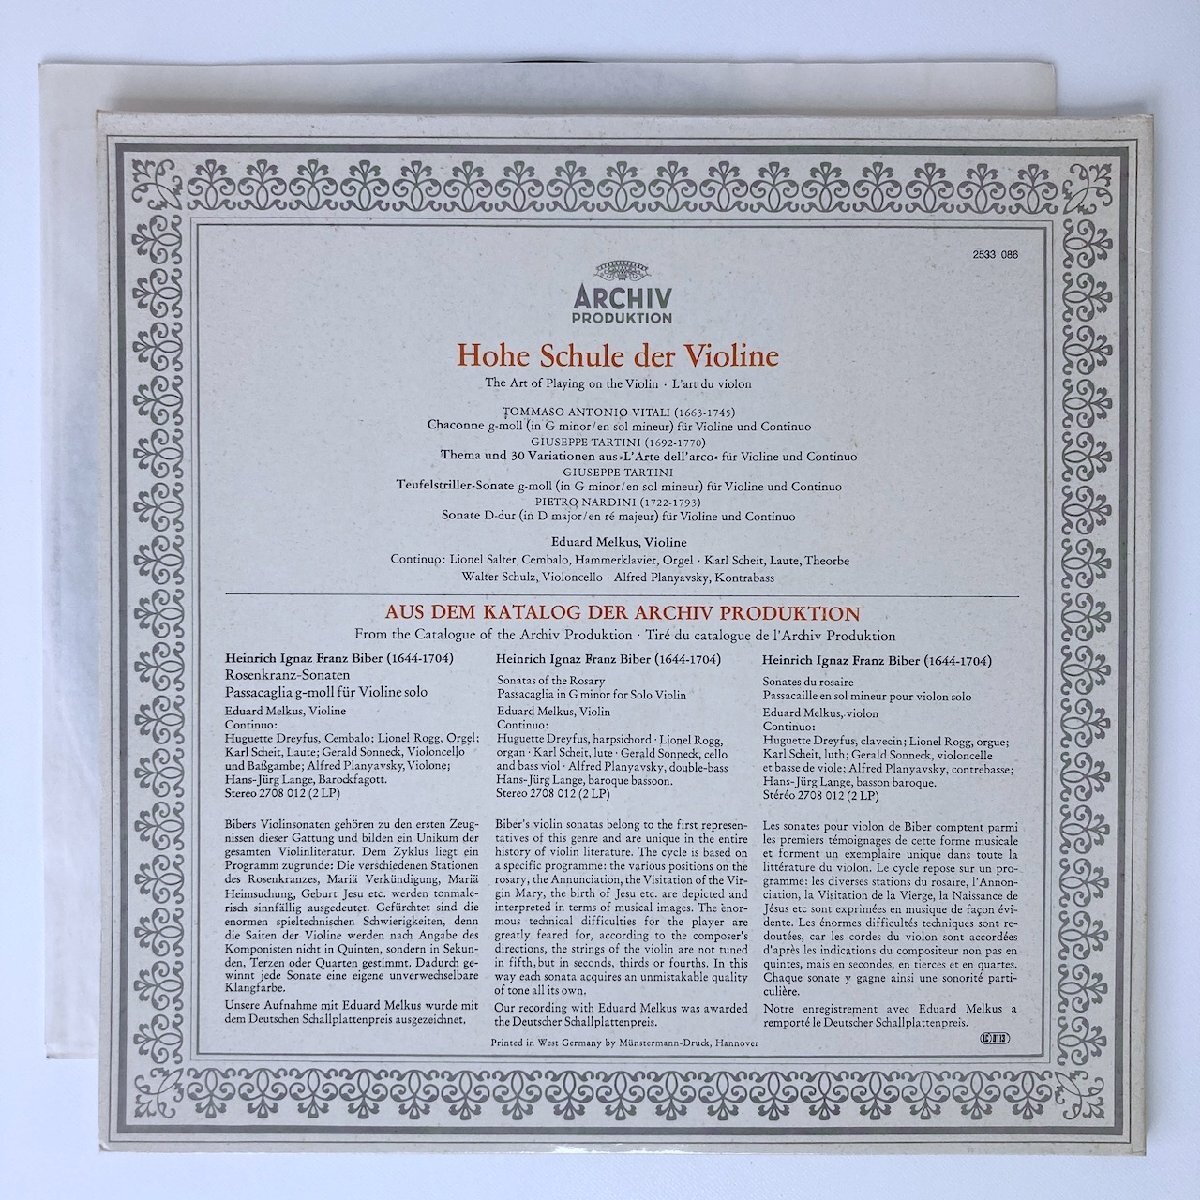 2533 086
ARCHIV
PRODUKTION
Hohe Schule der Violine
The Art of Playing on the Violin · L'art du violon
TOMMASO ANTONIO VITALI (1663-1745)
Chaconne g-moll (in G minor/en sol mineur) für Violine und Continuo
GIUSEPPE TARTINI (1692-1770)
Thema und 30 Variationen aus »L'Arte dell'arco« für Violine und Continuo
GIUSEPPE TARTINI
Teufelstriller-Sonate g-moll (in G minor/en sol mineur) für Violine und Continuo
PIETRO NARDINI (1722-1793)
Sonate D-dur (in D major/en ré majeur) für Violine und Continuo
Eduard Melkus, Violine
Continuo: Lionel Salter, Cembalo, Hammerklavier, Orgel · Karl Scheit, Laute, Theorbe
Walter Schulz, Violoncello · Alfred Planyavsky, Kontrabass
AUS DEM KATALOG DER ARCHIV PRODUKTION
From the Catalogue of the Archiv Produktion · Tiré du catalogue de l'Archiv Produktion
Heinrich Ignaz Franz Biber (1644-1704)
Rosenkranz-Sonaten
Passacaglia g-moll für Violine solo
Eduard Melkus, Violine
Continuo:
Huguette Dreyfus, Cembalo; Lionel Rogg, Orgel;
Karl Scheit, Laute; Gerald Sonneck, Violoncello
und Baßgambe; Alfred Planyavsky, Violone;
Hans-Jürg Lange, Barockfagott.
Stereo 2708 012 (2 LP)
Bibers Violinsonaten gehören zu den ersten Zeug-
nissen dieser Gattung und bilden ein Unikum der
gesamten Violinliteratur. Dem Zyklus liegt ein
Programm zugrunde: Die verschiedenen Stationen
des Rosenkranzes, Mariä Verkündigung, Mariä
Heimsuchung, Geburt Jesu etc. werden tonmale-
risch sinnfällig ausgedeutet. Gefürchtet sind die
enormen spieltechnischen Schwierigkeiten, denn
die Saiten der Violine werden nach Angabe des
Komponisten nicht in Quinten, sondern in Sekun-
den, Terzen oder Quarten gestimmt. Dadurch ge-
winnt jede Sonate eine eigene unverwechselbare
Klangfarbe.
Unsere Aufnahme mit Eduard Melkus wurde mit
dem Deutschen Schallplattenpreis ausgezeichnet.
Heinrich Ignaz Franz Biber (1644-1704)
Sonatas of the Rosary
Passacaglia in G minor for Solo Violin
Eduard Melkus, Violin
Continuo:
Huguette Dreyfus, harpsichord · Lionel Rogg,
organ · Karl Scheit, lute · Gerald Sonneck, cello
and bass viol · Alfred Planyavsky, double-bass
Hans-Jürg Lange, baroque bassoon.
Stereo 2708 012 (2 LP)
Biber's violin sonatas belong to the first represen-
tatives of this genre and are unique in the entire
history of violin literature. The cycle is based on
a specific programme: the various positions on the
rosary, the Annunciation, the Visitation of the Vir-
gin Mary, the birth of Jesu etc. are depicted and
interpreted in terms of musical images. The enor-
mous technical difficulties for the player are
greatly feared for, according to the composer's
directions, the strings of the violin are not tuned
in fifth, but in seconds, thirds or fourths. In this
way each sonata acquires an unmistakable quality
of tone all its own.
Our recording with Eduard Melkus was awarded
the Deutscher Schallplattenpreis.
Heinrich Ignaz Franz Biber (1644-1704)
Sonates du rosaire
Passacaille en sol mineur pour violon solo
Eduard Melkus, violon
Continuo:
Huguette Dreyfus, clavecin; Lionel Rogg, orgue;
Karl Scheit, luth; Gerald Sonneck, violoncelle
et basse de viole; Alfred Planyavsky, contrebasse;
Hans-Jürg Lange, basson baroque.
Stéréo 2708 012 (2 LP)
Les sonates pour violon de Biber comptent parmi
les premiers témoignages de cette forme musicale
et forment un exemplaire unique dans toute la
littérature du violon. Le cycle repose sur un pro-
gramme: les diverses stations du rosaire, l'Annon-
ciation, la Visitation de la Vierge, la Naissance de
Jésus etc sont exprimées en musique de façon évi-
dente. Les énormes difficultés techniques sont re-
doutées, car les cordes du violon sont accordées
d'après les indications du compositeur non pas en
quintes, mais en secondes, en tierces et en quartes.
Chaque sonate y gagne ainsi une sonorité parti-
culière.
Notre enregistrement avec Eduard Melkus a
remporté le Deutscher Schallplattenpreis.
Printed in West Germany by Münstermann-Druck, Hannover